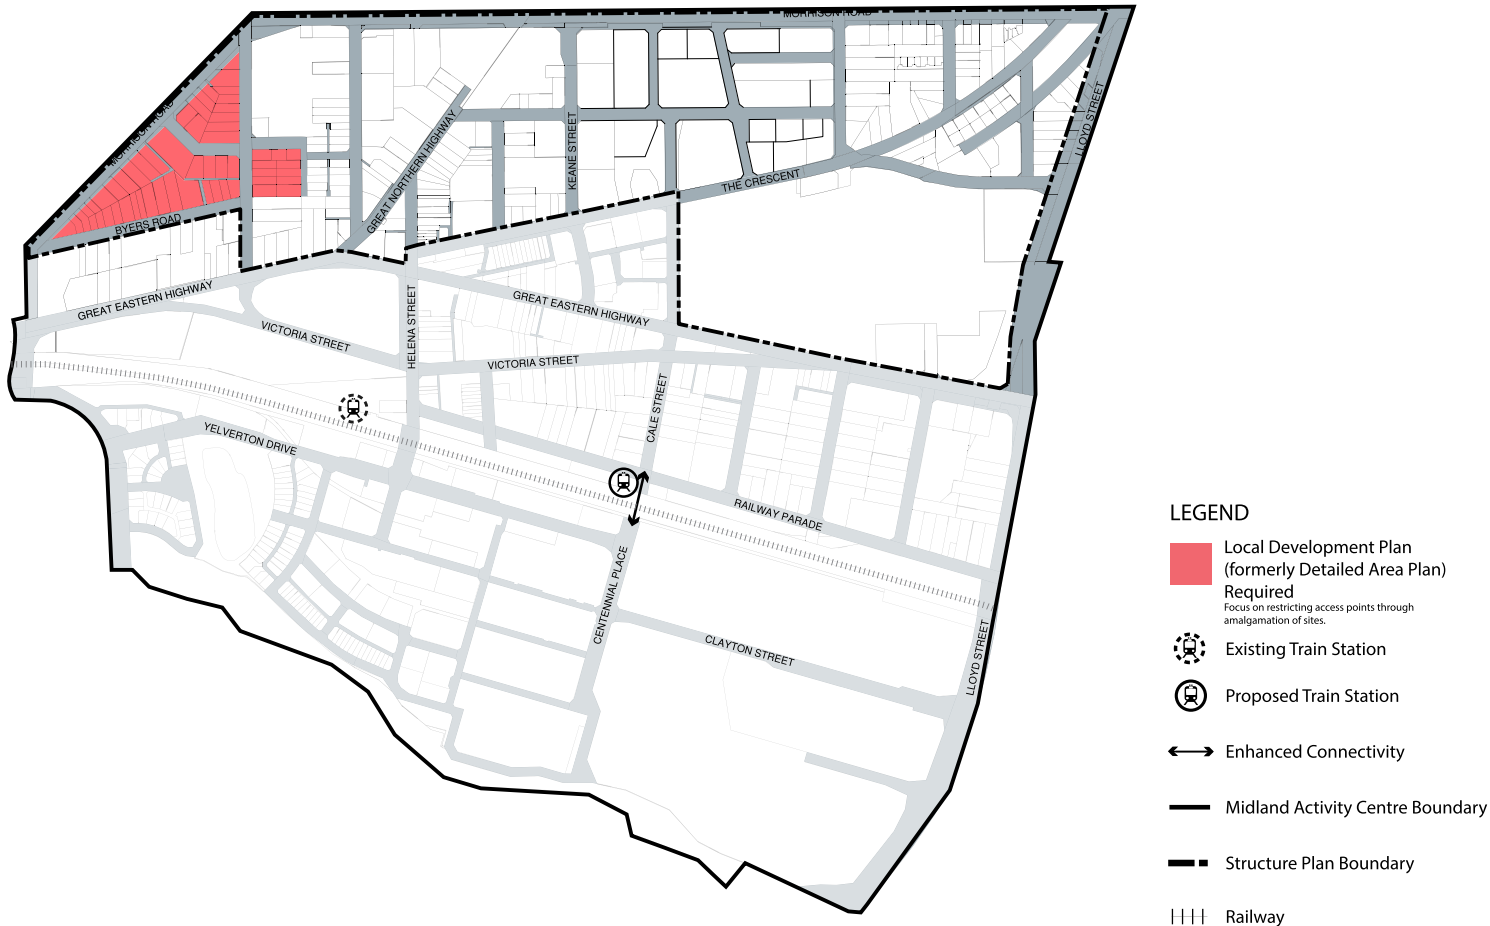 MORRISON ROAD
MORRISON ROAD
LLOYD STREET
KEANE STREET
GREAT NORTHERN HIGHWAY
THE CRESCENT
BYERS ROAD
GREAT EASTERN HIGHWAY
GREAT EASTERN HIGHWAY
HELENA STREET
VICTORIA STREET
VICTORIA STREET
CALE STREET
YELVERTON DRIVE
RAILWAY PARADE
CENTENNIAL PLACE
CLAYTON STREET
LLOYD STREET
LEGEND
Local Development Plan
(formerly Detailed Area Plan)
Required
Focus on restricting access points through
amalgamation of sites.
Existing Train Station
Proposed Train Station
Enhanced Connectivity
Midland Activity Centre Boundary
Structure Plan Boundary
Railway